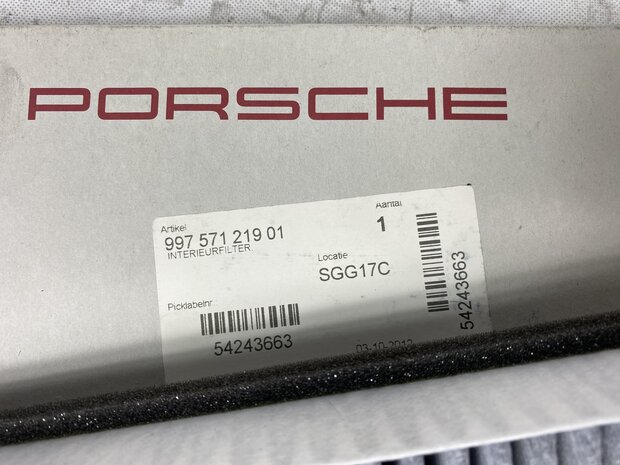 PORSCHE
Artikel
Aantal
997 571 219 01
1
INTERIEURFILTER
Locatie
SGG17C
Picklabelnr
54243663
54243663